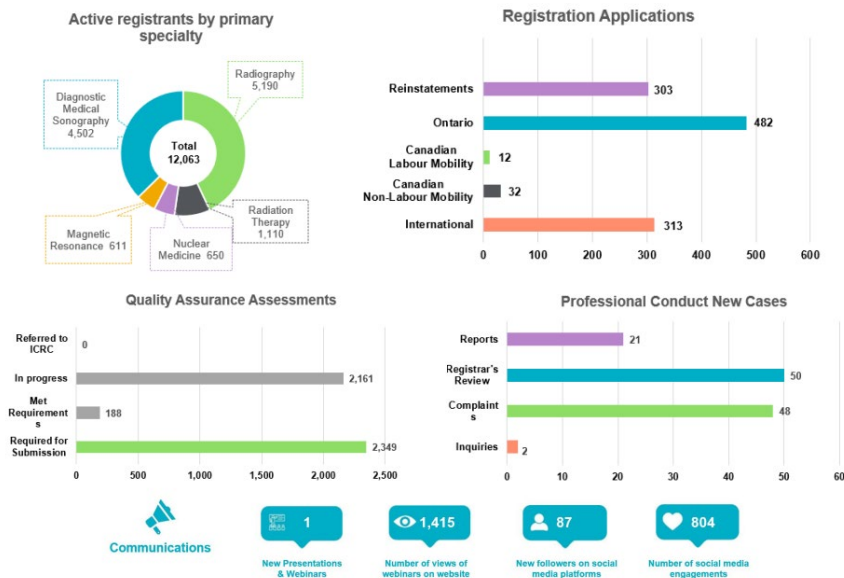 Active registrants by primary
specialty
Radiography
5,190
Diagnostic
Medical
Sonography
4,502
Total
12,063
Radiation
Therapy
1,110
Magnetic
Resonance 611
Nuclear
Medicine 650
Registration Applications
Reinstatements
303
Ontario
482
Canadian
Labour Mobility
12
Canadian
Non-Labour Mobility
32
International
313
0 100 200 300 400 500 600
Quality Assurance Assessments
Referred to
ICRC
0
In progress
2,161
Met
Requirement
s
188
Required for
Submission
2,349
0 500 1,000 1,500 2,000 2,500
Professional Conduct New Cases
Reports
21
Registrar's
Review
50
Complaint
s
48
Inquiries
2
0 10 20 30 40 50 60
Communications
1
New Presentations
& Webinars
1,415
Number of views of
webinars on website
87
New followers on social
media platforms
804
Number of social media
engagements